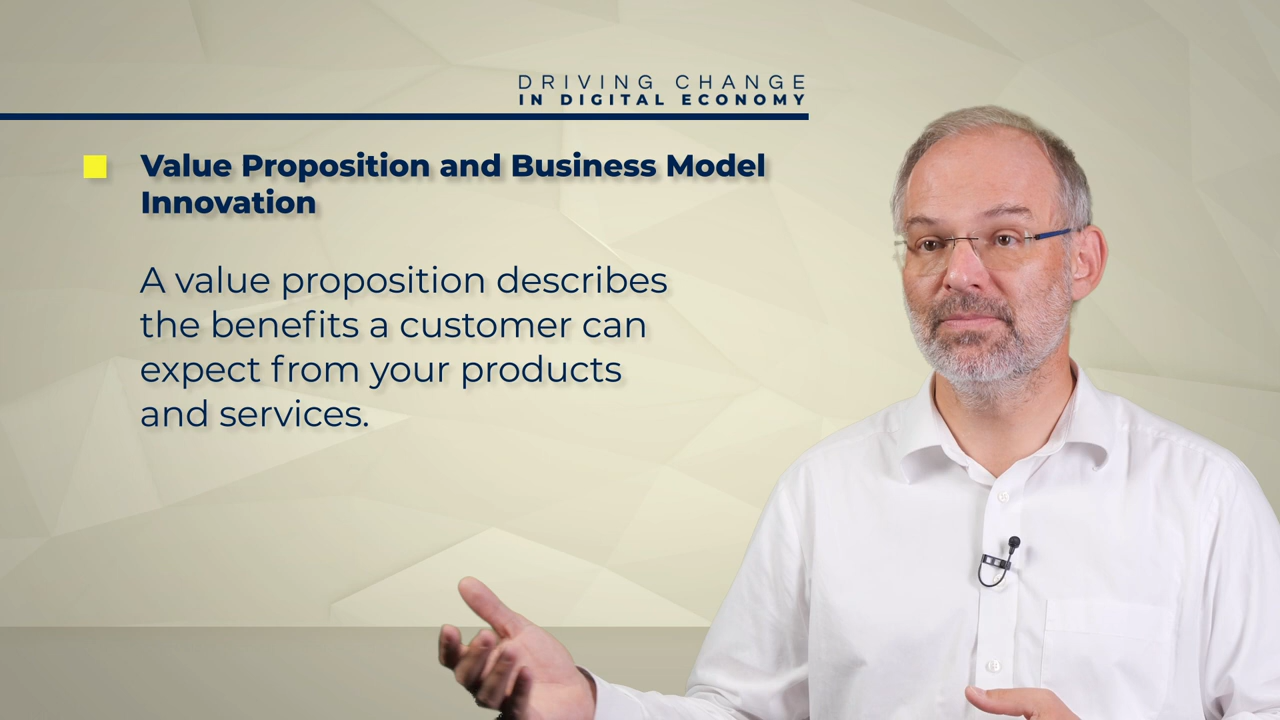 DRIVING CHANGE
IN DIGITAL ECONOMY
Value Proposition and Business Model
Innovation
A value proposition describes
the benefits a customer can
expect from your products
and services.